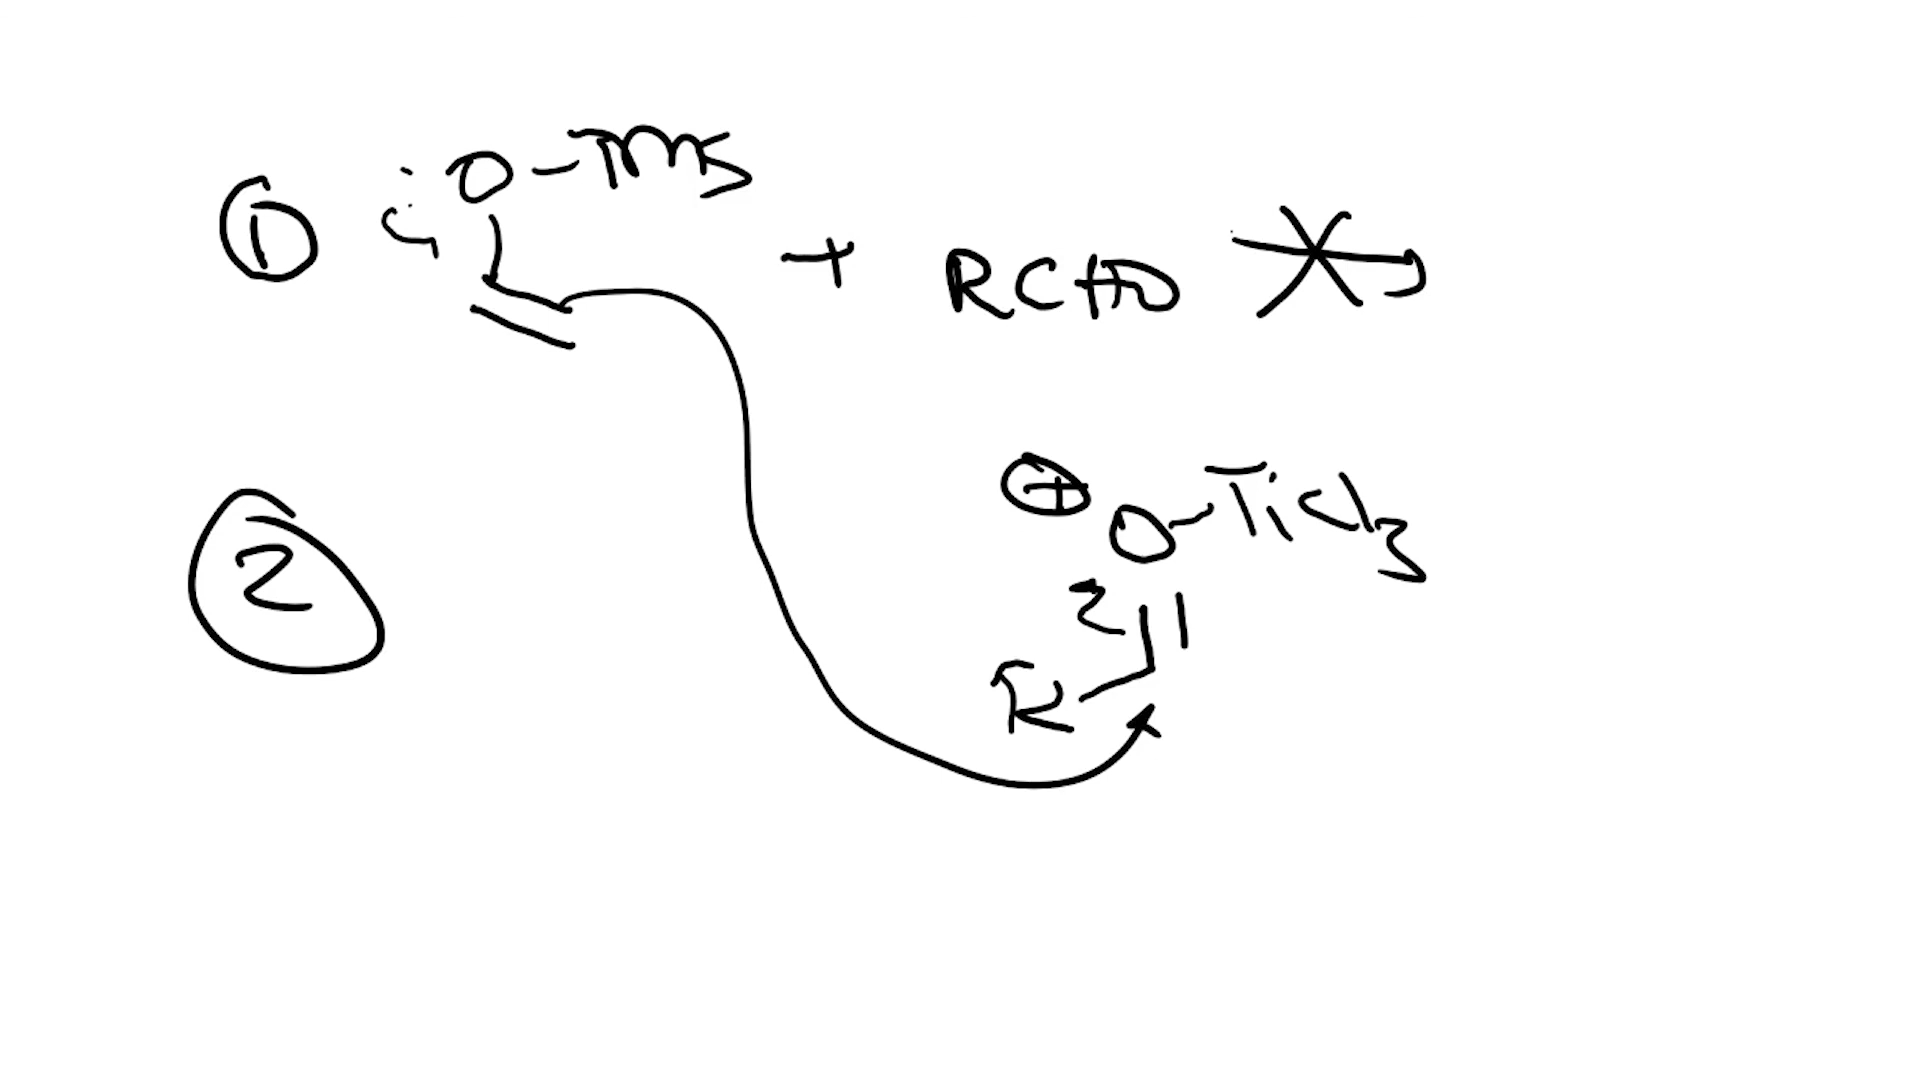 ① O-TMS
+ RCHO
⊕ O-TiCl3
②
R